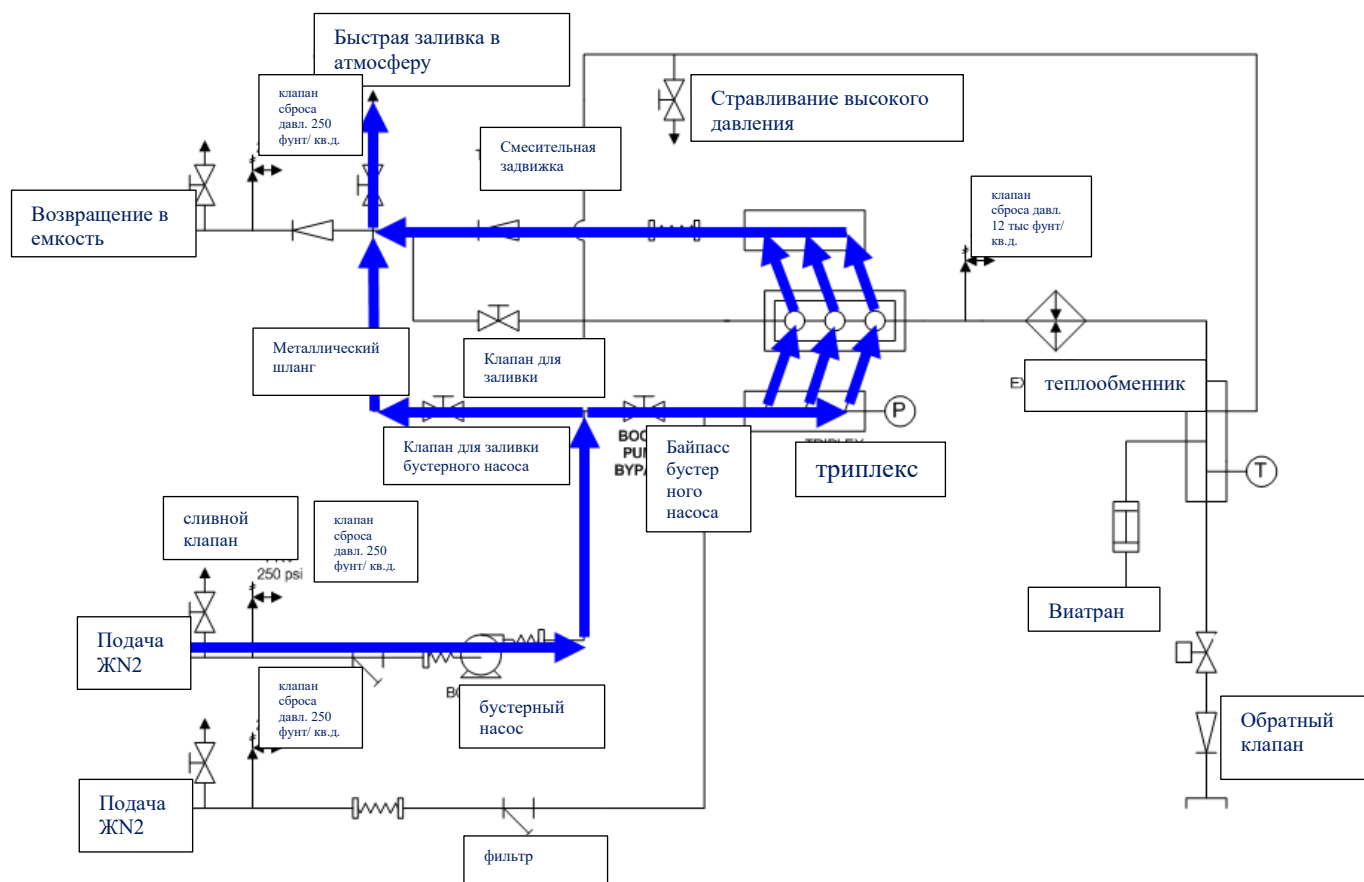 Быстрая заливка в
атмосферу
клапан
сброса
давл. 250
фунт/ кв.д.
Стравливание высокого
давления
Смесительная
задвижка
Возвращение в
емкость
клапан
сброса давл.
12 тыс фунт/
кв.д.
Металлический
шланг
Клапан для
заливки
теплообменник
P
Клапан для заливки
бустерного насоса
Байпасс
бустер
ного
насоса
триплекс
T
сливной
клапан
клапан
сброса
давл. 250
фунт/ кв.д.
250 psi
Виатран
Подача
ЖN2
клапан
сброса
давл. 250
фунт/ кв.д.
бустерный
насос
Обратный
клапан
Подача
ЖN2
фильтр